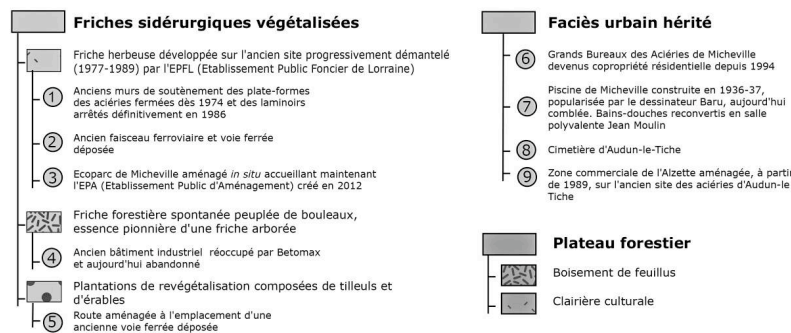 Friches sidérurgiques végétalisées
Friche herbeuse développée sur l'ancien site progressivement démantelé
(1977-1989) par l'EPFL (Etablissement Public Foncier de Lorraine)
1 Anciens murs de soutènement des plate-formes
des aciéries fermées dès 1974 et des laminoirs
arrêtés définitivement en 1986
2 Ancien faisceau ferroviaire et voie ferrée
déposée
3 Ecoparc de Micheville aménagé in situ accueillant maintenant
l'EPA (Etablissement Public d'Aménagement) créé en 2012
Friche forestière spontanée peuplée de bouleaux,
essence pionnière d'une friche arborée
4 Ancien bâtiment industriel réoccupé par Betomax
et aujourd'hui abandonné
Plantations de revégétalisation composées de tilleuls et
d'érables
5 Route aménagée à l'emplacement d'une
ancienne voie ferrée déposée
Faciès urbain hérité
6 Grands Bureaux des Aciéries de Micheville
devenus copropriété résidentielle depuis 1994
7 Piscine de Micheville construite en 1936-37,
popularisée par le dessinateur Baru, aujourd'hui
comblée. Bains-douches reconvertis en salle
polyvalente Jean Moulin
8 Cimetière d'Audun-le-Tiche
9 Zone commerciale de l'Alzette aménagée, à partir
de 1989, sur l'ancien site des aciéries d'Audun-le
Tiche
Plateau forestier
Boisement de feuillus
Clairière culturale